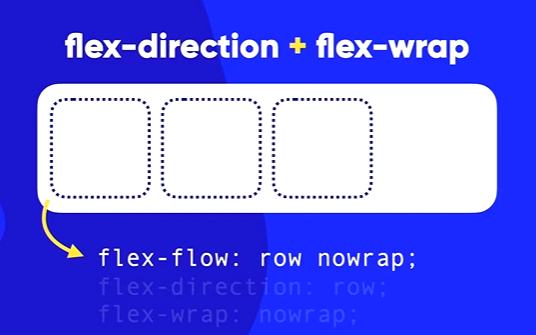 flex-direction + flex-wrap
flex-flow: row nowrap;
flex-direction: row;
flex-wrap: nowrap;